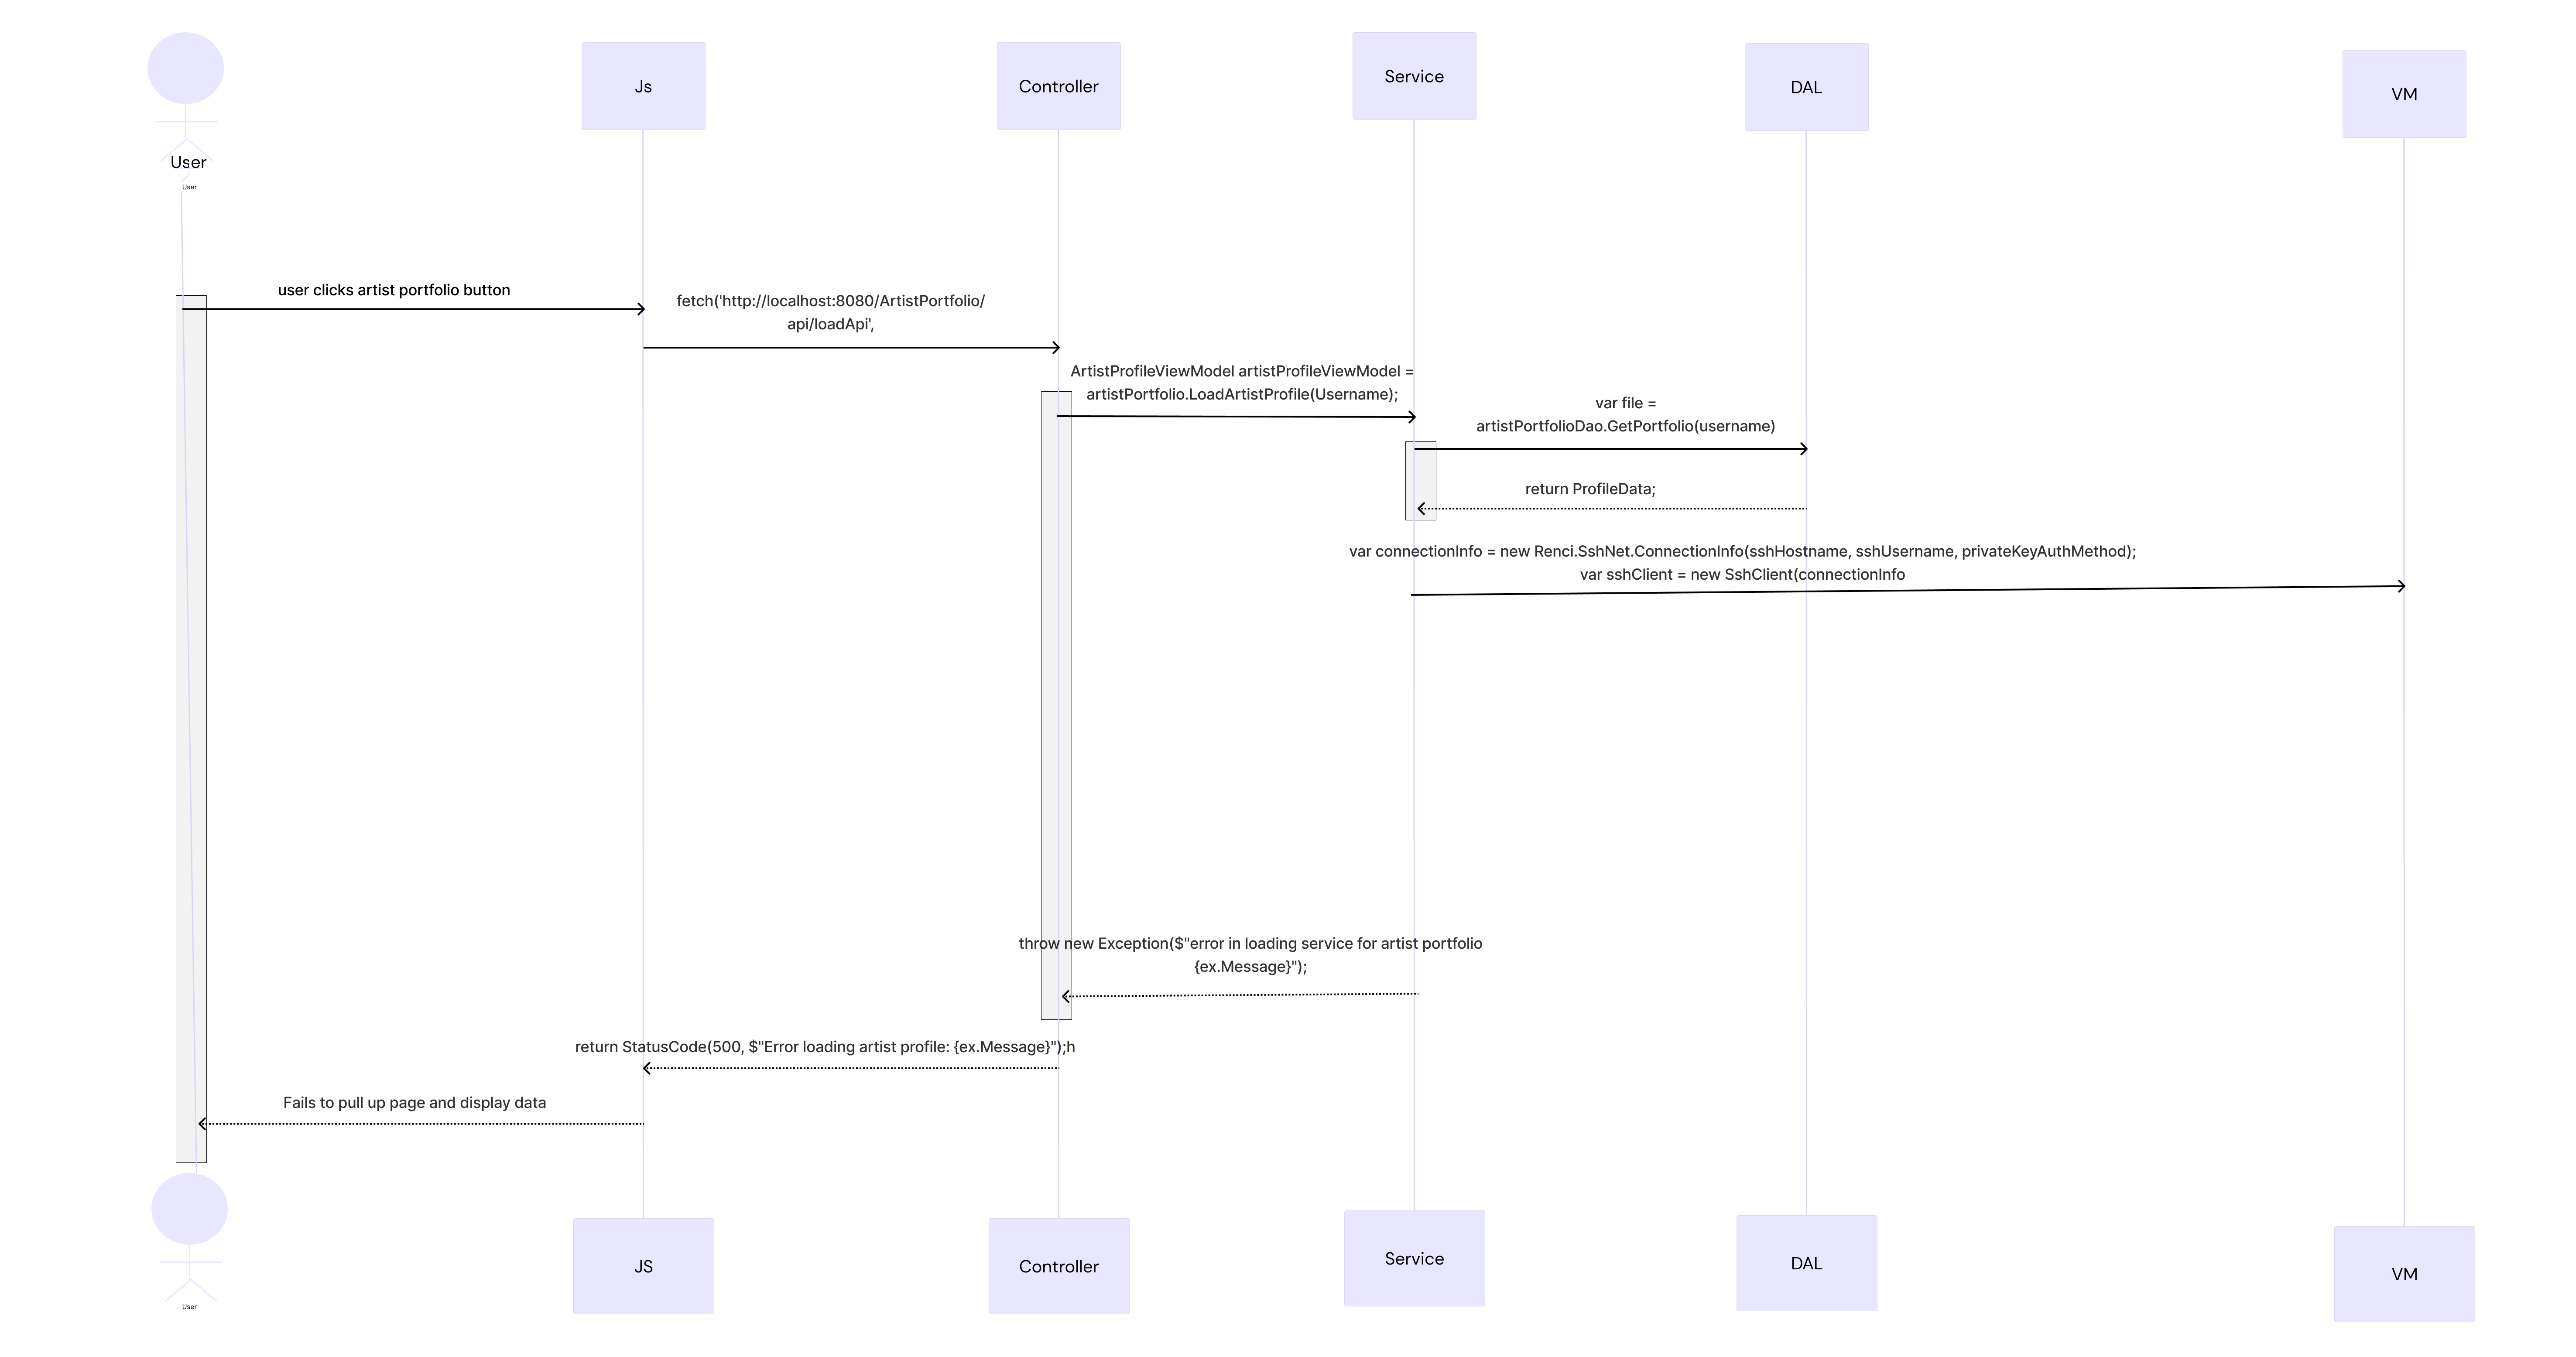 Js
Controller
Service
DAL
VM
User
User
user clicks artist portfolio button
fetch('http://localhost:8080/ArtistPortfolio/
api/loadApi',
ArtistProfileViewModel artistProfileViewModel =
artistPortfolio.LoadArtistProfile(Username);
var file =
artistPortfolioDao.GetPortfolio(username)
return ProfileData;
var connectionInfo = new Renci.SshNet.ConnectionInfo(sshHostname, sshUsername, privateKeyAuthMethod);
var sshClient = new SshClient(connectionInfo
throw new Exception($"error in loading service for artist portfolio
{ex.Message}");
return StatusCode(500, $"Error loading artist profile: {ex.Message}");h
Fails to pull up page and display data
JS
Controller
Service
DAL
VM
User